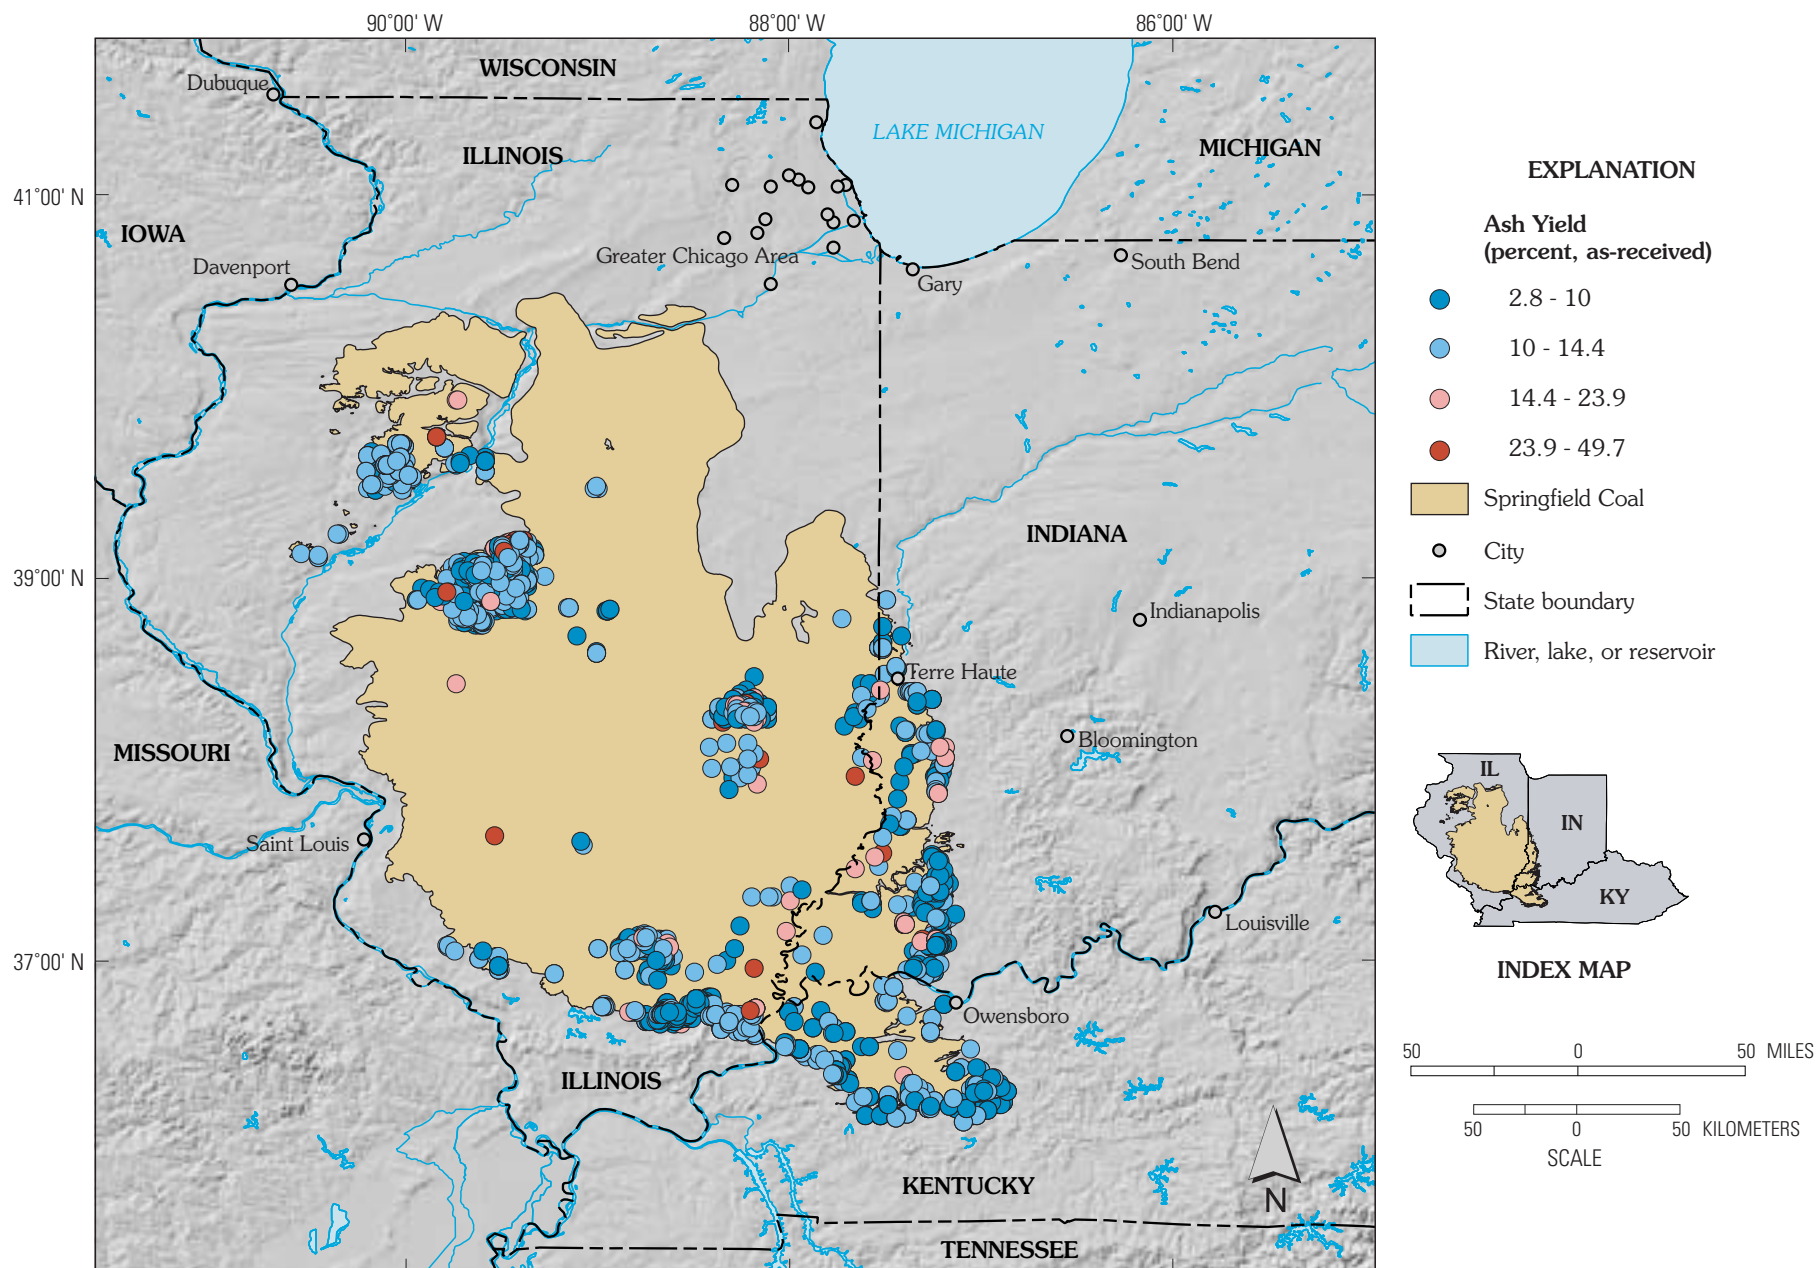 90°00' W
88°00' W
86°00' W
WISCONSIN
Dubuque
LAKE MICHIGAN
ILLINOIS
MICHIGAN
41°00' N
IOWA
Greater Chicago Area
Davenport
South Bend
Gary
INDIANA
39°00' N
Indianapolis
Terre Haute
MISSOURI
Bloomington
Saint Louis
Louisville
37°00' N
Owensboro
ILLINOIS
KENTUCKY
N
TENNESSEE
EXPLANATION
Ash Yield
(percent, as-received)
2.8 - 10
10 - 14.4
14.4 - 23.9
23.9 - 49.7
Springfield Coal
City
State boundary
River, lake, or reservoir
IL
IN
KY
INDEX MAP
50 0 50 MILES
50 0 50 KILOMETERS
SCALE